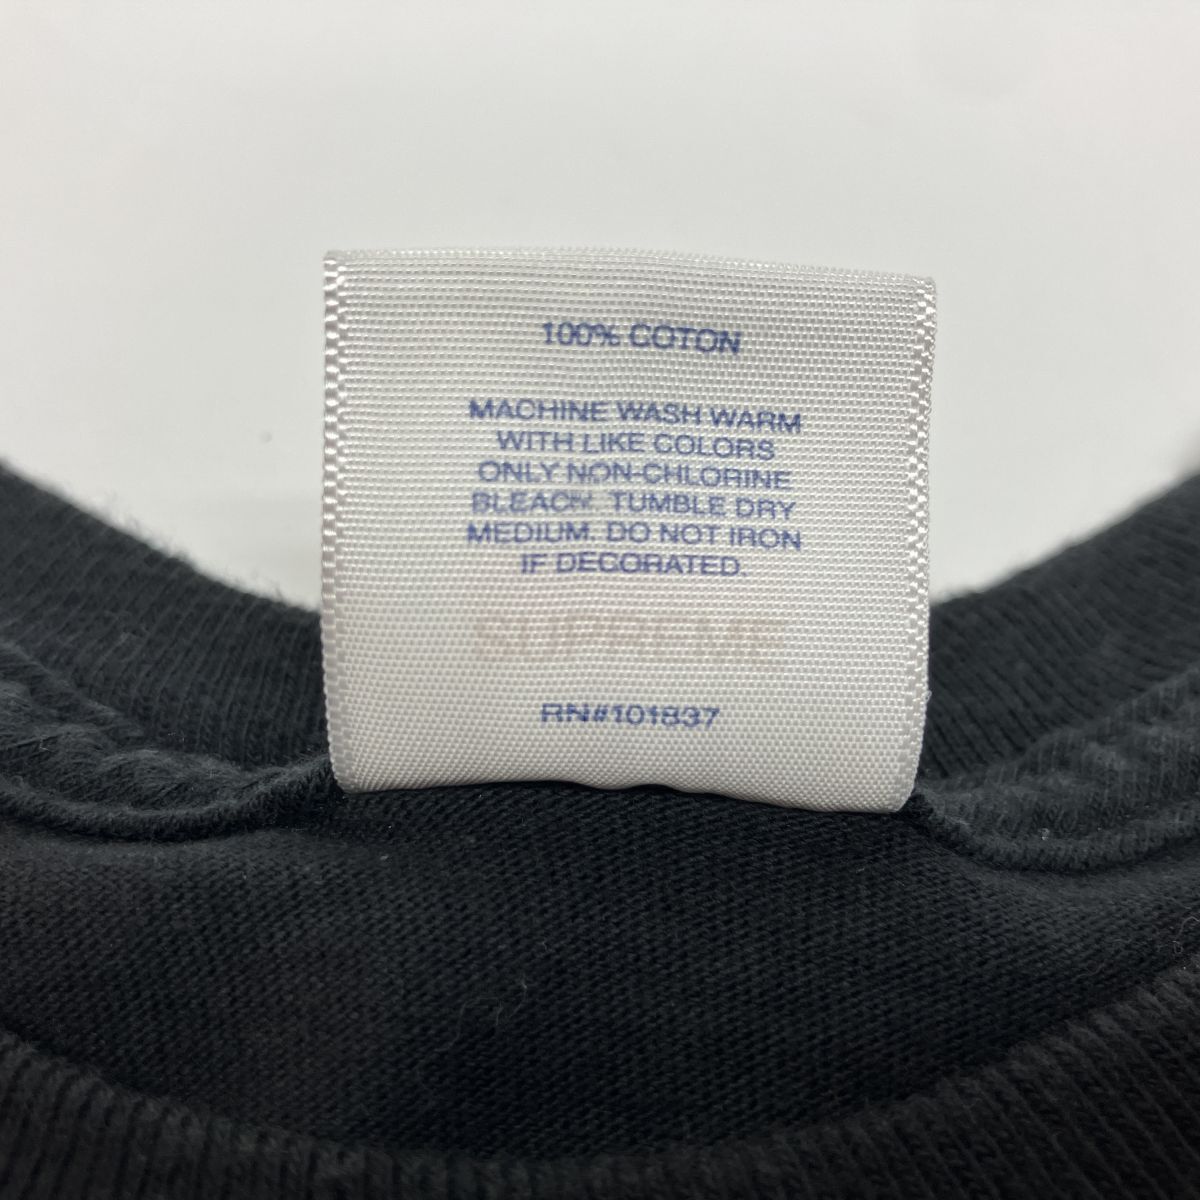 100% COTON
MACHINE WASH WARM
WITH LIKE COLORS
ONLY NON-CHLORINE
BLEACH. TUMBLE DRY
MEDIUM. DO NOT IRON
IF DECORATED.
SUPREME
RN#101837